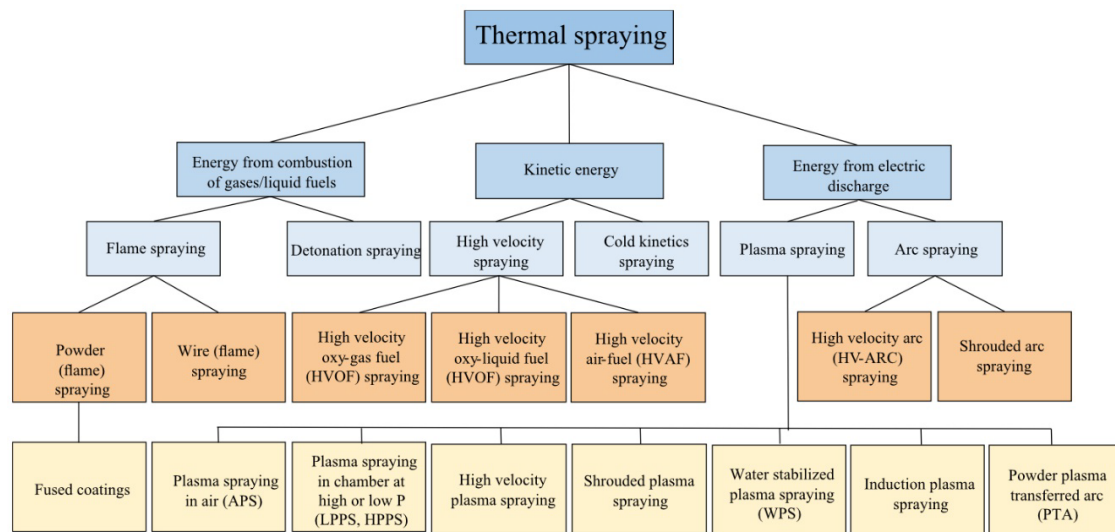 Thermal spraying
Energy from combustion
of gases/liquid fuels
Kinetic energy
Energy from electric
discharge
Flame spraying
Detonation spraying
High velocity
spraying
Cold kinetics
spraying
Plasma spraying
Arc spraying
Powder
(flame)
spraying
Wire (flame)
spraying
High velocity
oxy-gas fuel
(HVOF) spraying
High velocity
oxy-liquid fuel
(HVOF) spraying
High velocity
air-fuel (HVAF)
spraying
High velocity arc
(HV-ARC)
spraying
Shrouded arc
spraying
Fused coatings
Plasma spraying
in air (APS)
Plasma spraying
in chamber at
high or low P
(LPPS, HPPS)
High velocity
plasma spraying
Shrouded plasma
spraying
Water stabilized
plasma spraying
(WPS)
Induction plasma
spraying
Powder plasma
transferred arc
(PTA)